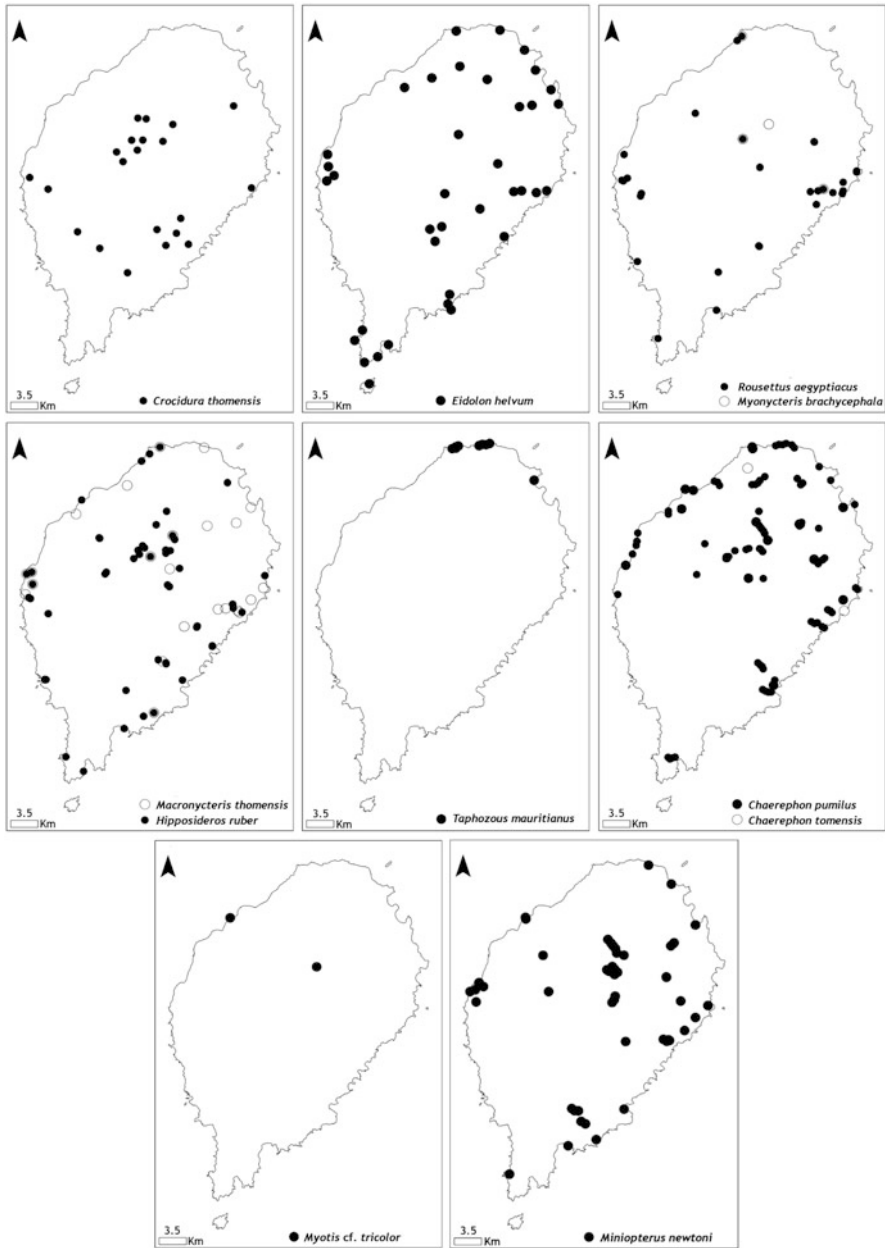 3.5
Km
Crocidura thomensis
3.5
Km
Eidolon helvum
3.5
Km
Rousettus aegyptiacus
Myonycteris brachycephala
3.5
Km
Macronycteris thomensis
Hipposideros ruber
3.5
Km
Taphozous mauritianus
3.5
Km
Chaerephon pumilus
Chaerephon tomensis
3.5
Km
Myotis cf. tricolor
3.5
Km
Miniopterus newtoni